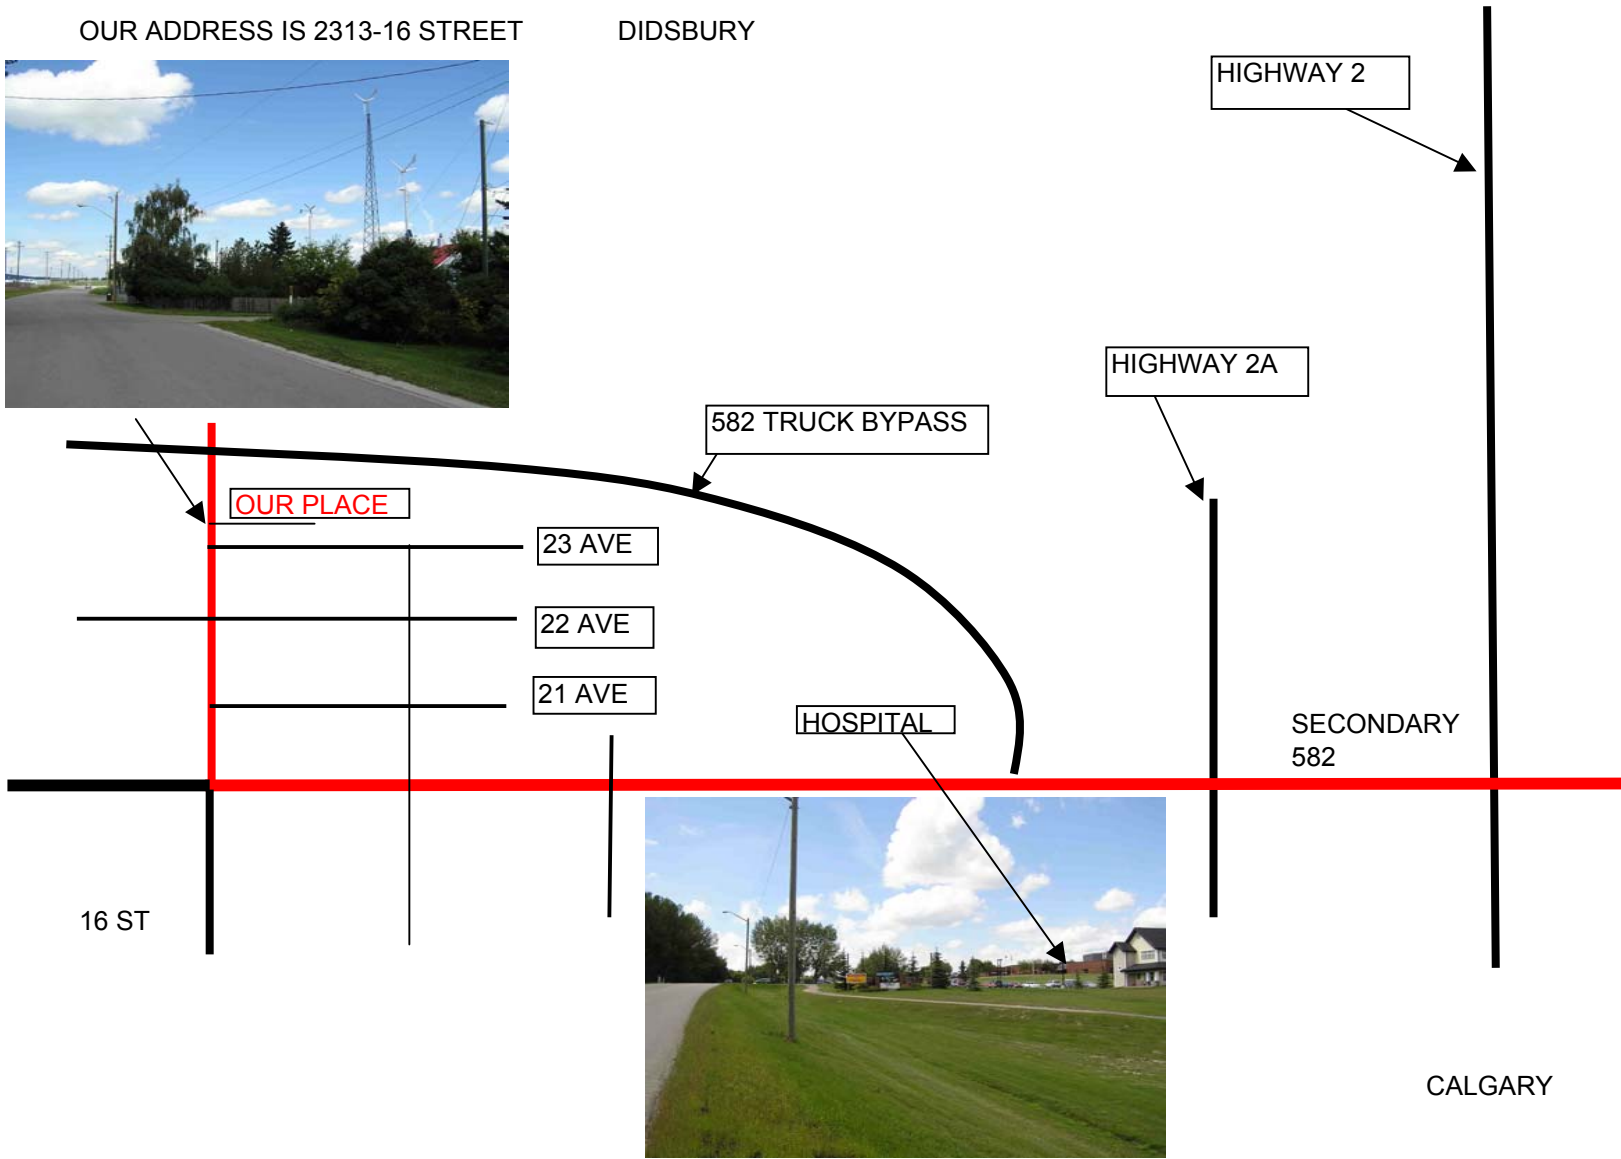 OUR ADDRESS IS 2313-16 STREET DIDSBURY
HIGHWAY 2
HIGHWAY 2A
582 TRUCK BYPASS
OUR PLACE
23 AVE
22 AVE
21 AVE
HOSPITAL
SECONDARY
582
16 ST
CALGARY